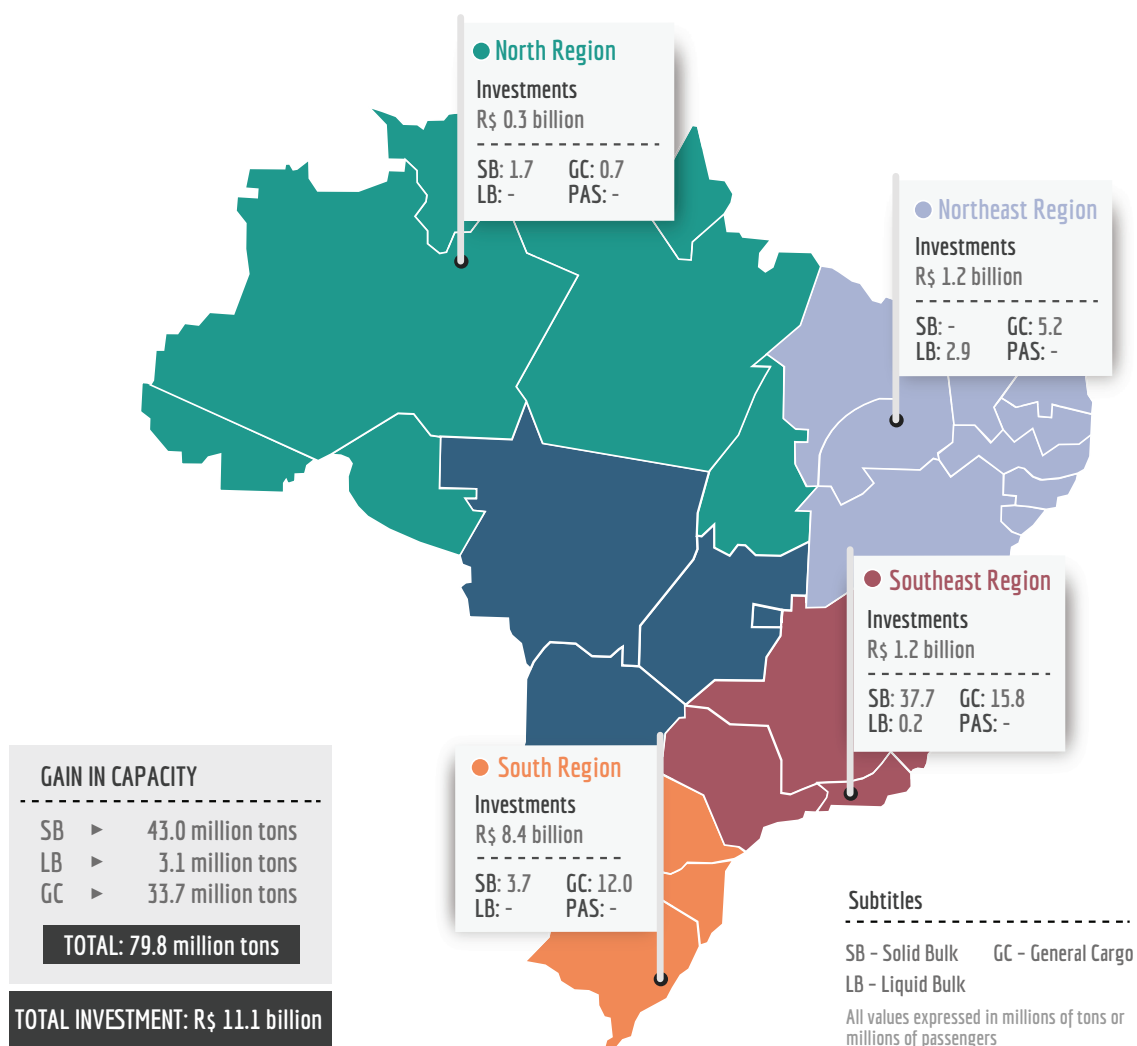 North Region
Investments
R$ 0.3 billion
SB: 1.7 GC: 0.7
LB: - PAS: -
Northeast Region
Investments
R$ 1.2 billion
SB: - GC: 5.2
LB: 2.9 PAS: -
Southeast Region
Investments
R$ 1.2 billion
SB: 37.7 GC: 15.8
LB: 0.2 PAS: -
South Region
Investments
R$ 8.4 billion
SB: 3.7 GC: 12.0
LB: - PAS: -
GAIN IN CAPACITY
SB ► 43.0 million tons
LB ► 3.1 million tons
GC ► 33.7 million tons
TOTAL: 79.8 million tons
TOTAL INVESTMENT: R$ 11.1 billion
Subtitles
SB – Solid Bulk GC – General Cargo
LB – Liquid Bulk
All values expressed in millions of tons or
millions of passengers